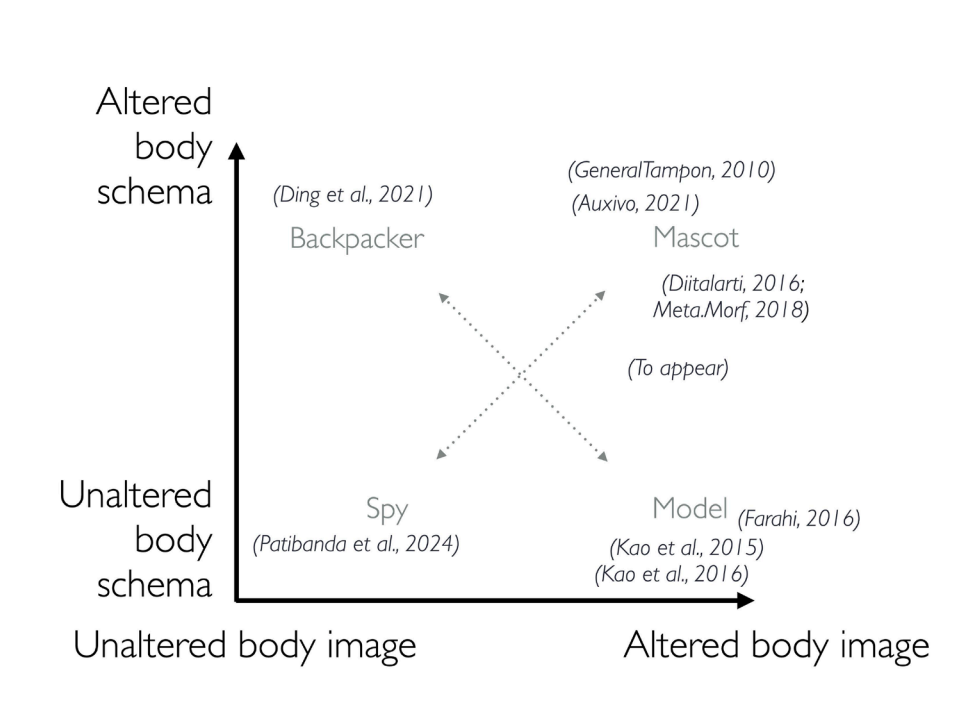 Altered
body
schema
(GeneralTampon, 2010)
(Ding et al., 2021)
(Auxivo, 2021)
Backpacker
Mascot
(Diitalarti, 2016;
Meta.Morf, 2018)
(To appear)
Unaltered
body
schema
Spy
Model
(Farahi, 2016)
(Patibanda et al., 2024)
(Kao et al., 2015)
(Kao et al., 2016)
Unaltered body image
Altered body image